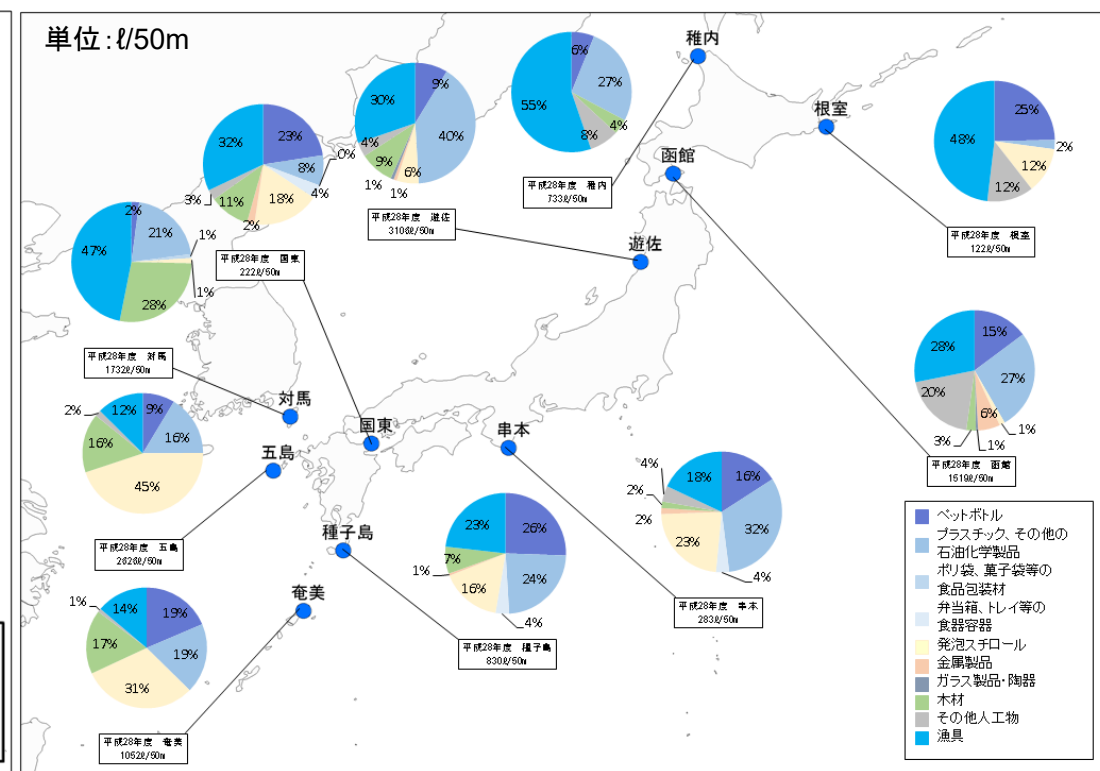 単位:ℓ/50m
稚内
根室
函館
遊佐
対馬
五島
国東
串本
種子島
奄美
6%
27%
4%
8%
55%
平成28年度 稚内
733ℓ/50m
9%
40%
6%
1%
1%
9%
4%
30%
平成28年度 遊佐
310ℓ/50m
23%
8%
0%
4%
18%
2%
11%
3%
32%
平成28年度 国東
222ℓ/50m
25%
2%
12%
12%
48%
平成28年度 根室
122ℓ/50m
2%
21%
1%
1%
28%
47%
平成28年度 対馬
1732ℓ/50m
15%
27%
1%
6%
1%
3%
20%
28%
平成28年度 函館
1519ℓ/50m
9%
16%
45%
16%
2%
12%
平成28年度 五島
2626ℓ/50m
16%
32%
4%
23%
2%
2%
4%
18%
平成28年度 串本
283ℓ/50m
26%
24%
4%
16%
1%
7%
23%
平成28年度 種子島
830ℓ/50m
19%
19%
31%
17%
1%
14%
平成28年度 奄美
1052ℓ/50m
ペットボトル
プラスチック、その他の
石油化学製品
ポリ袋、菓子袋等の
食品包装材
弁当箱、トレイ等の
食器容器
発泡スチロール
金属製品
ガラス製品・陶器
木材
その他人工物
漁具